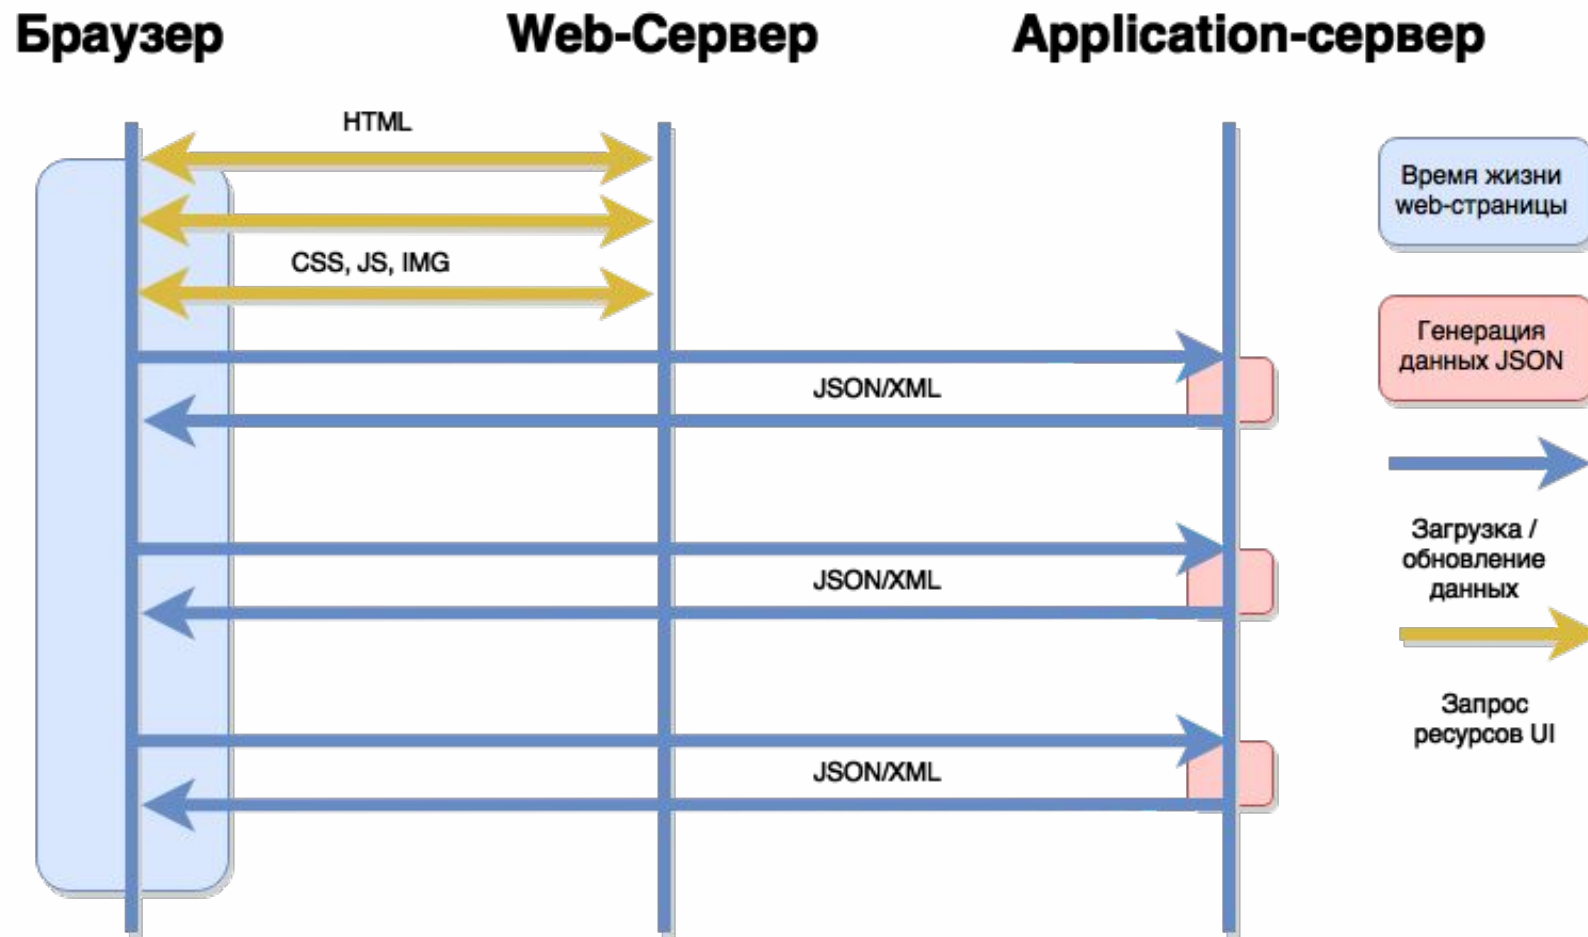 Браузер
Web-Сервер
Application-сервер
HTML
CSS, JS, IMG
JSON/XML
JSON/XML
JSON/XML
Время жизни
web-страницы
Генерация
данных JSON
Загрузка /
обновление
данных
Запрос
ресурсов UI